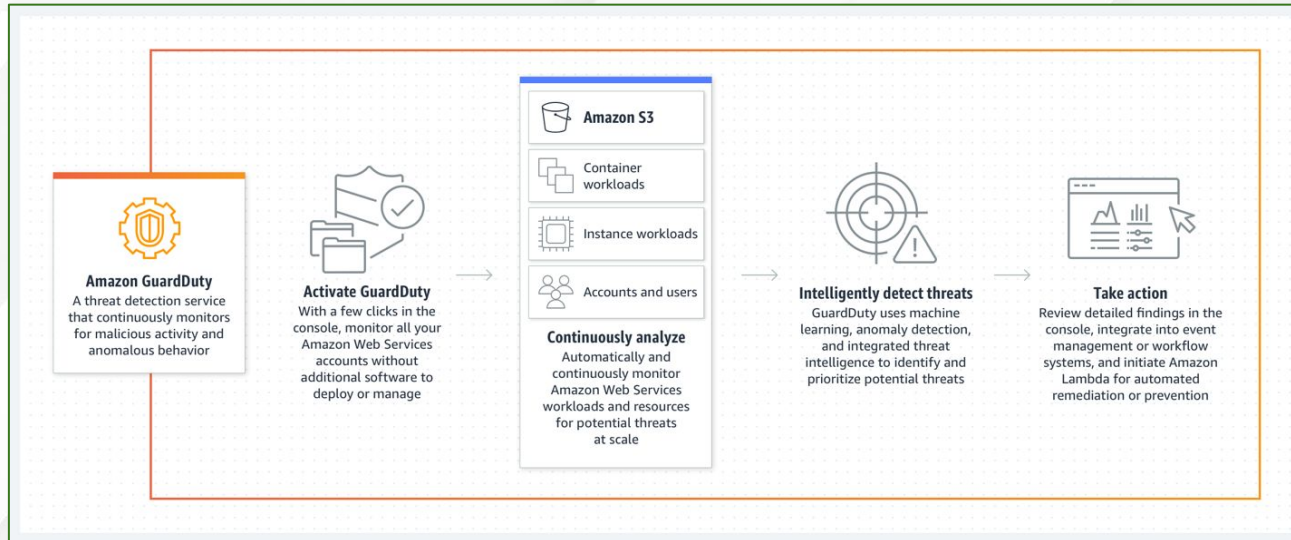 Amazon GuardDuty
A threat detection service
that continuously monitors
for malicious activity and
anomalous behavior
Activate GuardDuty
With a few clicks in the
console, monitor all your
Amazon Web Services
accounts without
additional software to
deploy or manage
Amazon S3
Container
workloads
Instance workloads
Accounts and users
Continuously analyze
Automatically and
continuously monitor
Amazon Web Services
workloads and resources
for potential threats
at scale
Intelligently detect threats
GuardDuty uses machine
learning, anomaly detection,
and integrated threat
intelligence to identify and
prioritize potential threats
Take action
Review detailed findings in the
console, integrate into event
management or workflow
systems, and initiate Amazon
Lambda for automated
remediation or prevention